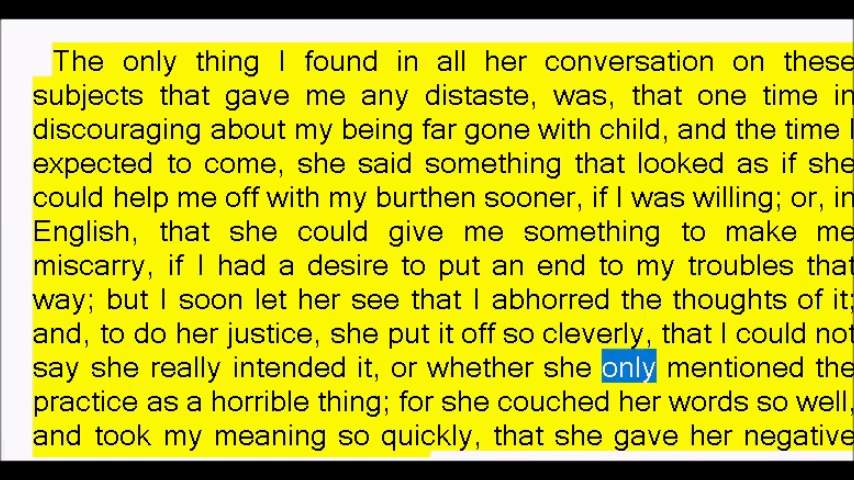 The only thing I found in all her conversation on these
subjects that gave me any distaste, was, that one time in
discouraging about my being far gone with child, and the time I
expected to come, she said something that looked as if she
could help me off with my burthen sooner, if I was willing; or, in
English, that she could give me something to make me
miscarry, if I had a desire to put an end to my troubles that
way; but I soon let her see that I abhorred the thoughts of it;
and, to do her justice, she put it off so cleverly, that I could not
say she really intended it, or whether she only mentioned the
practice as a horrible thing; for she couched her words so well,
and took my meaning so quickly, that she gave her negative